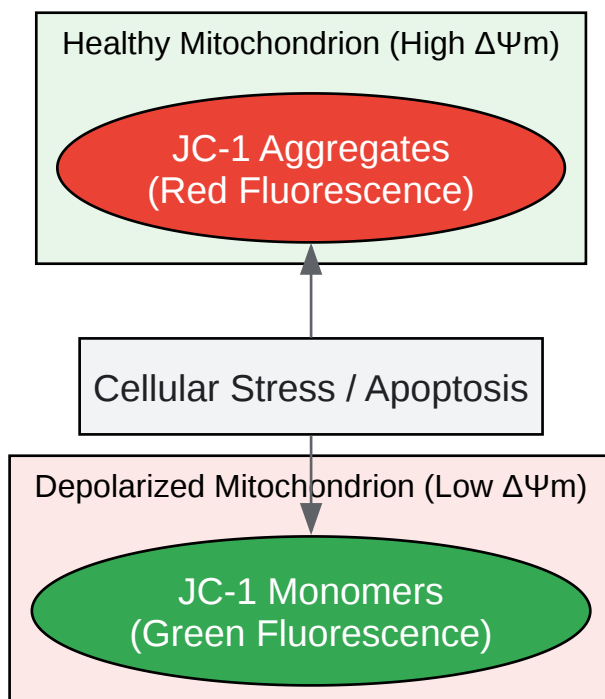 Healthy Mitochondrion (High ΔΨm)
JC-1 Aggregates
(Red Fluorescence)
Cellular Stress / Apoptosis
Depolarized Mitochondrion (Low ΔΨm)
JC-1 Monomers
(Green Fluorescence)